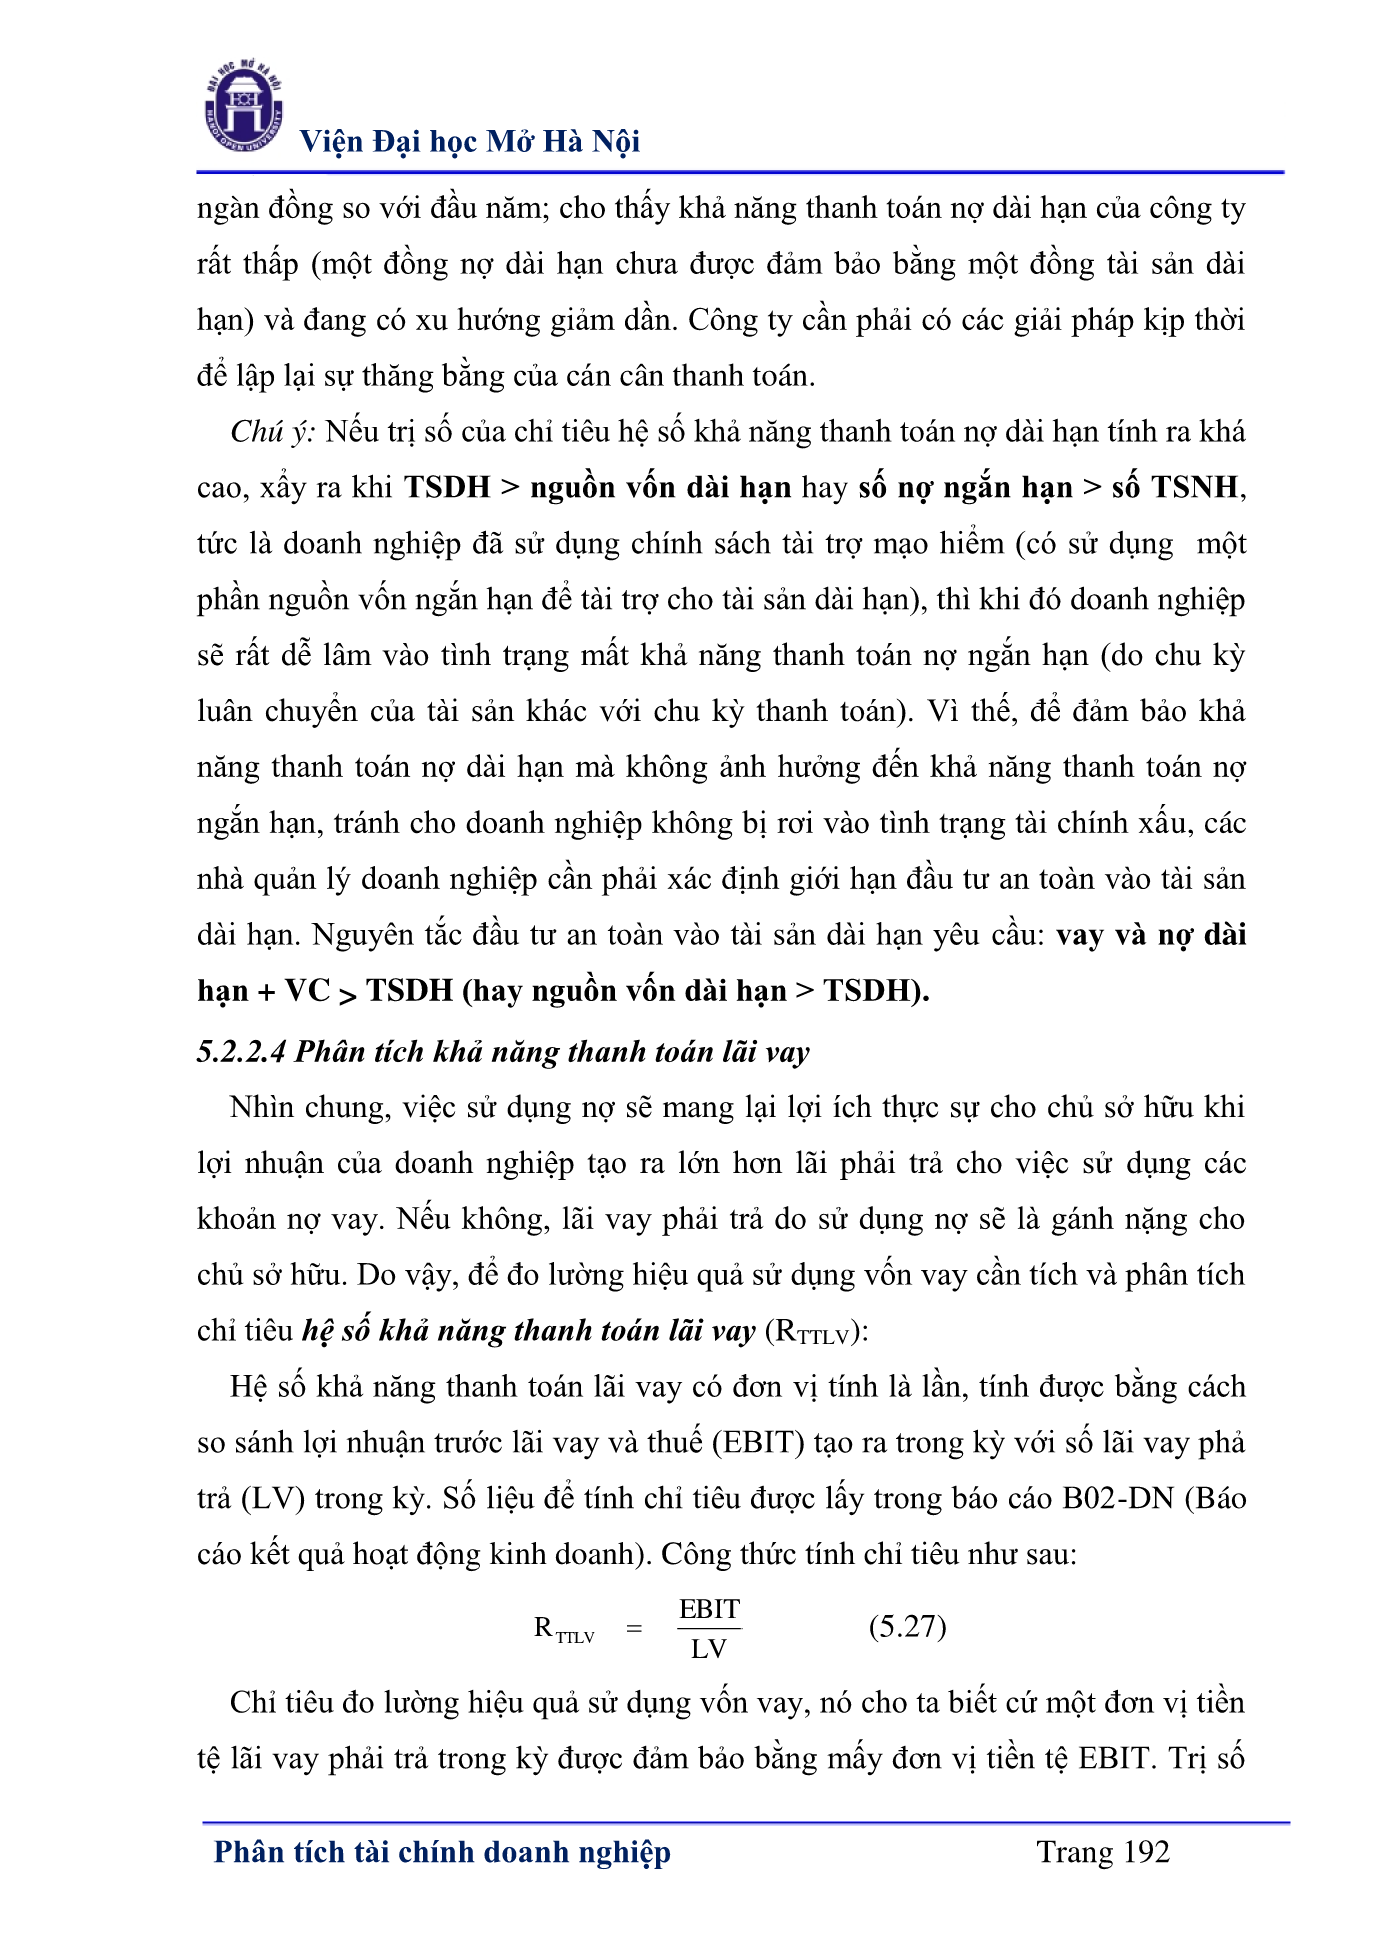 ĐẠI HỌC MỞ HÀ NỘI
HANOI OPEN UNIVERSITY
Viện Đại học Mở Hà Nội
ngàn đồng so với đầu năm; cho thấy khả năng thanh toán nợ dài hạn của công ty
rất thấp (một đồng nợ dài hạn chưa được đảm bảo bằng một đồng tài sản dài
hạn) và đang có xu hướng giảm dần. Công ty cần phải có các giải pháp kịp thời
để lập lại sự thăng bằng của cán cân thanh toán.
Chú ý: Nếu trị số của chỉ tiêu hệ số khả năng thanh toán nợ dài hạn tính ra khá
cao, xẩy ra khi TSDH > nguồn vốn dài hạn hay số nợ ngắn hạn > số TSNH,
tức là doanh nghiệp đã sử dụng chính sách tài trợ mạo hiểm (có sử dụng một
phần nguồn vốn ngắn hạn để tài trợ cho tài sản dài hạn), thì khi đó doanh nghiệp
sẽ rất dễ lâm vào tình trạng mất khả năng thanh toán nợ ngắn hạn (do chu kỳ
luân chuyển của tài sản khác với chu kỳ thanh toán). Vì thế, để đảm bảo khả
năng thanh toán nợ dài hạn mà không ảnh hưởng đến khả năng thanh toán nợ
ngắn hạn, tránh cho doanh nghiệp không bị rơi vào tình trạng tài chính xấu, các
nhà quản lý doanh nghiệp cần phải xác định giới hạn đầu tư an toàn vào tài sản
dài hạn. Nguyên tắc đầu tư an toàn vào tài sản dài hạn yêu cầu: vay và nợ dài
hạn + VC > TSDH (hay nguồn vốn dài hạn > TSDH).
5.2.2.4 Phân tích khả năng thanh toán lãi vay
Nhìn chung, việc sử dụng nợ sẽ mang lại lợi ích thực sự cho chủ sở hữu khi
lợi nhuận của doanh nghiệp tạo ra lớn hơn lãi phải trả cho việc sử dụng các
khoản nợ vay. Nếu không, lãi vay phải trả do sử dụng nợ sẽ là gánh nặng cho
chủ sở hữu. Do vậy, để đo lường hiệu quả sử dụng vốn vay cần tích và phân tích
chỉ tiêu hệ số khả năng thanh toán lãi vay (RTTLV):
Hệ số khả năng thanh toán lãi vay có đơn vị tính là lần, tính được bằng cách
so sánh lợi nhuận trước lãi vay và thuế (EBIT) tạo ra trong kỳ với số lãi vay phả
trả (LV) trong kỳ. Số liệu để tính chỉ tiêu được lấy trong báo cáo B02-DN (Báo
cáo kết quả hoạt động kinh doanh). Công thức tính chỉ tiêu như sau:
EBIT
R TTLV = (5.27)
LV
Chỉ tiêu đo lường hiệu quả sử dụng vốn vay, nó cho ta biết cứ một đơn vị tiền
tệ lãi vay phải trả trong kỳ được đảm bảo bằng mấy đơn vị tiền tệ EBIT. Trị số
Phân tích tài chính doanh nghiệp Trang 192